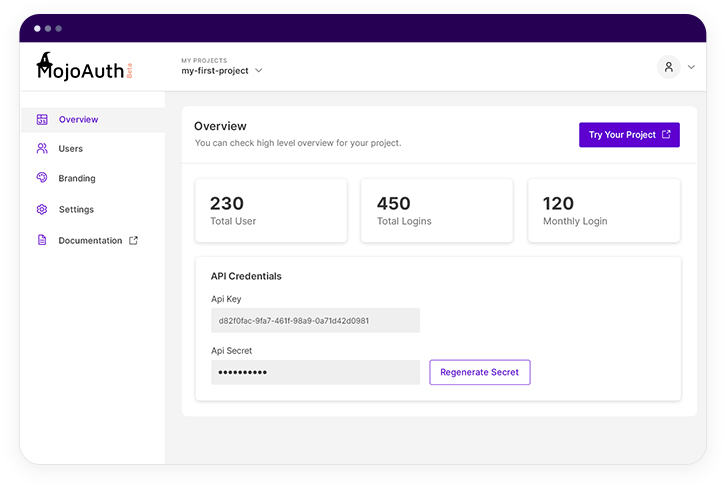 MojoAuth Beta
MY PROJECTS
my-first-project
Overview
Users
Branding
Settings
Documentation
Overview
You can check high level overview for your project.
Try Your Project
230
Total User
450
Total Logins
120
Monthly Login
API Credentials
Api Key
d82f0fac-9fa7-461f-98a9-0a71d42d0981
Api Secret
••••••••••
Regenerate Secret